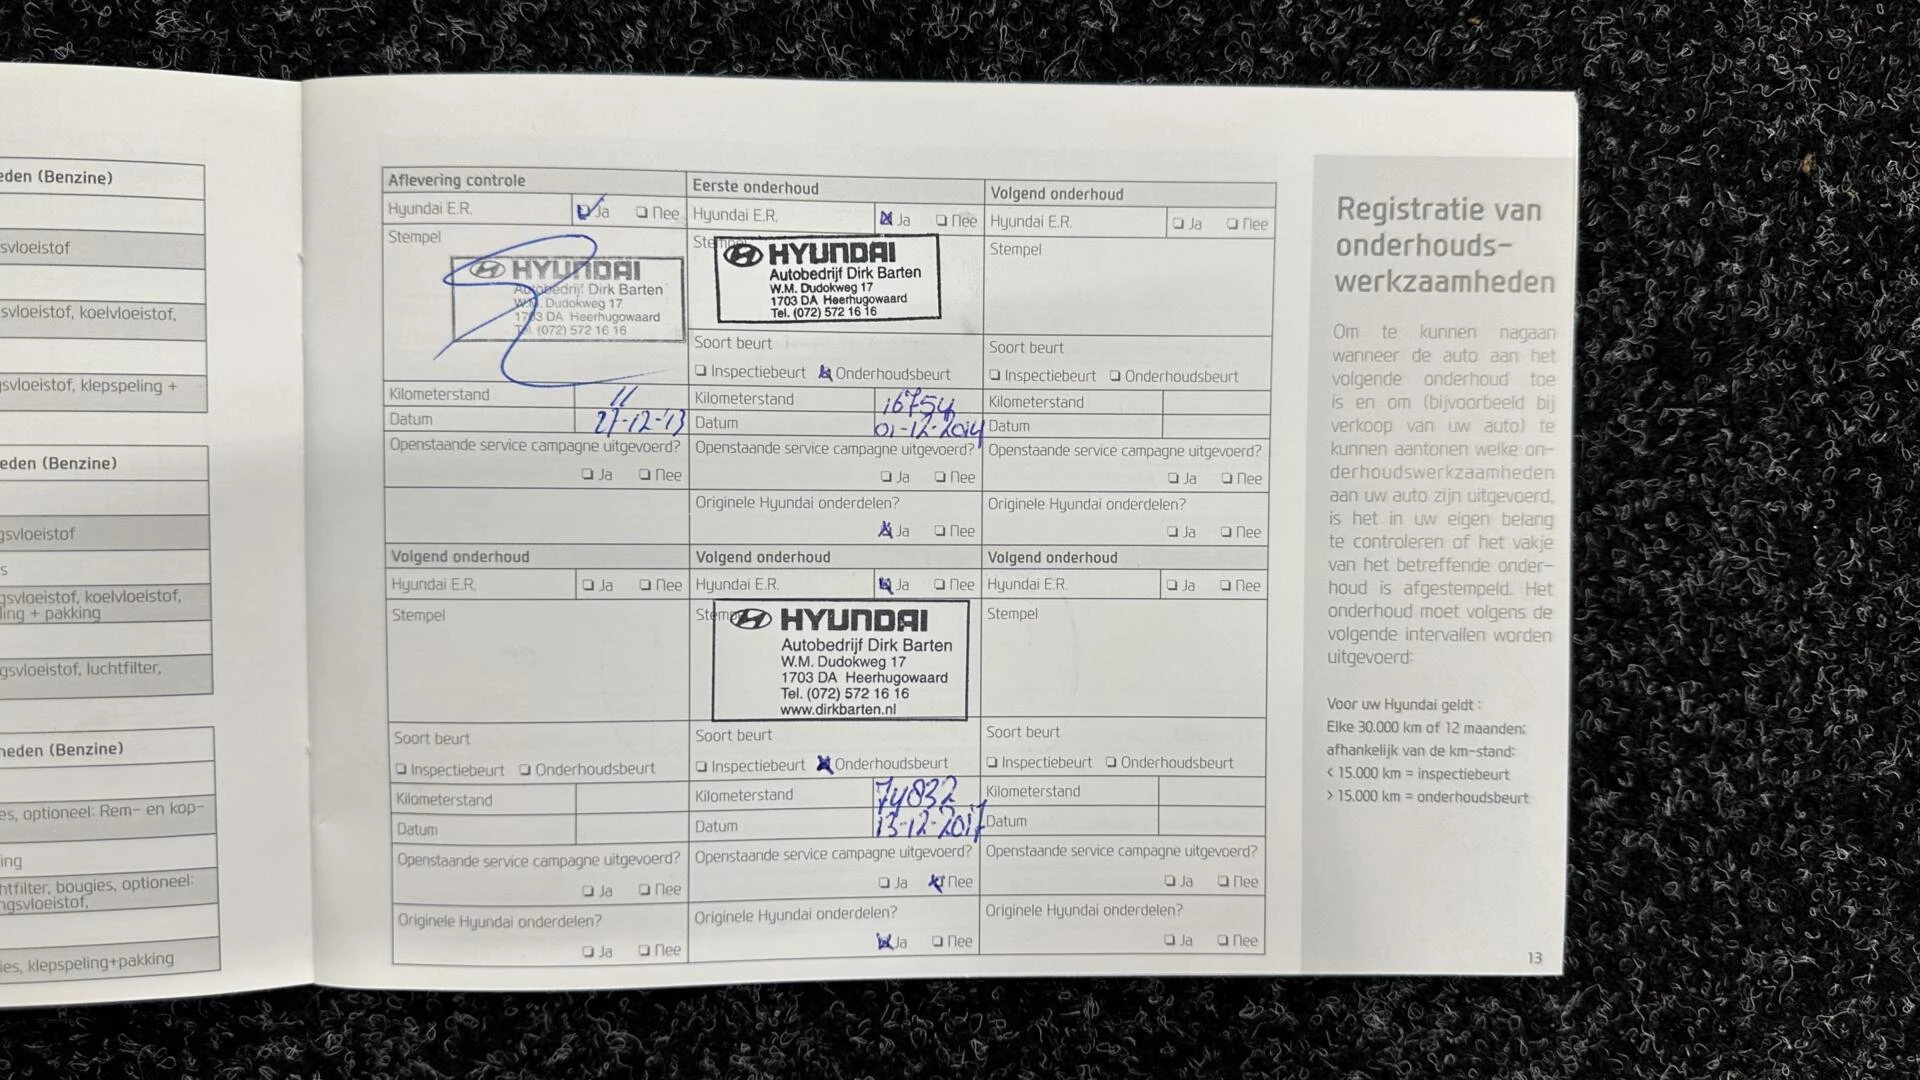 eden (Benzine)
svloeistof
svloeistof, koelvloeistof,
gsvloeistof, klepspeling +
eden (Benzine)
gsvloeistof
s
gsvloeistof, koelvloeistof,
ling + pakking
gsvloeistof, luchtfilter,
neden (Benzine)
es, optioneel: Rem- en kop-
ing
htfilter, bougies, optioneel:
ngsvloeistof,
ies, klepspeling+pakking
Aflevering controle
Hyundai E.R. Ja Nee
Stempel
HYUNDAI
Autobedrijf Dirk Barten
W.M. Dudokweg 17
1703 DA Heerhugowaard
Tel. (072) 572 16 16
Kilometerstand 11
Datum 27-12-'13
Openstaande service campagne uitgevoerd?
Ja Nee
Eerste onderhoud
Hyundai E.R. Ja Nee
Stempel
HYUNDAI
Autobedrijf Dirk Barten
W.M. Dudokweg 17
1703 DA Heerhugowaard
Tel. (072) 572 16 16
Soort beurt
Inspectiebeurt Onderhoudsbeurt
Kilometerstand 16754
Datum 01-12-2014
Openstaande service campagne uitgevoerd?
Ja Nee
Originele Hyundai onderdelen?
Ja Nee
Volgend onderhoud
Hyundai E.R. Ja Nee
Stempel
Soort beurt
Inspectiebeurt Onderhoudsbeurt
Kilometerstand
Datum
Openstaande service campagne uitgevoerd?
Ja Nee
Originele Hyundai onderdelen?
Ja Nee
Volgend onderhoud
Hyundai E.R. Ja Nee
Stempel
Soort beurt
Inspectiebeurt Onderhoudsbeurt
Kilometerstand
Datum
Openstaande service campagne uitgevoerd?
Ja Nee
Originele Hyundai onderdelen?
Ja Nee
Volgend onderhoud
Hyundai E.R. Ja Nee
Stempel
HYUNDAI
Autobedrijf Dirk Barten
W.M. Dudokweg 17
1703 DA Heerhugowaard
Tel. (072) 572 16 16
www.dirkbarten.nl
Soort beurt
Inspectiebeurt Onderhoudsbeurt
Kilometerstand 74832
Datum 13-12-2017
Openstaande service campagne uitgevoerd?
Ja Nee
Originele Hyundai onderdelen?
Ja Nee
Volgend onderhoud
Hyundai E.R. Ja Nee
Stempel
Soort beurt
Inspectiebeurt Onderhoudsbeurt
Kilometerstand
Datum
Openstaande service campagne uitgevoerd?
Ja Nee
Originele Hyundai onderdelen?
Ja Nee
Registratie van
onderhouds-
werkzaamheden
Om te kunnen nagaan
wanneer de auto aan het
volgende onderhoud toe
is en om (bijvoorbeeld bij
verkoop van uw auto) te
kunnen aantonen welke on-
derhoudswerkzaamheden
aan uw auto zijn uitgevoerd,
is het in uw eigen belang
te controleren of het vakje
van het betreffende onder-
houd is afgestempeld. Het
onderhoud moet volgens de
volgende intervallen worden
uitgevoerd:
Voor uw Hyundai geldt :
Elke 30.000 km of 12 maanden;
afhankelijk van de km-stand:
< 15.000 km = inspectiebeurt
> 15.000 km = onderhoudsbeurt
13